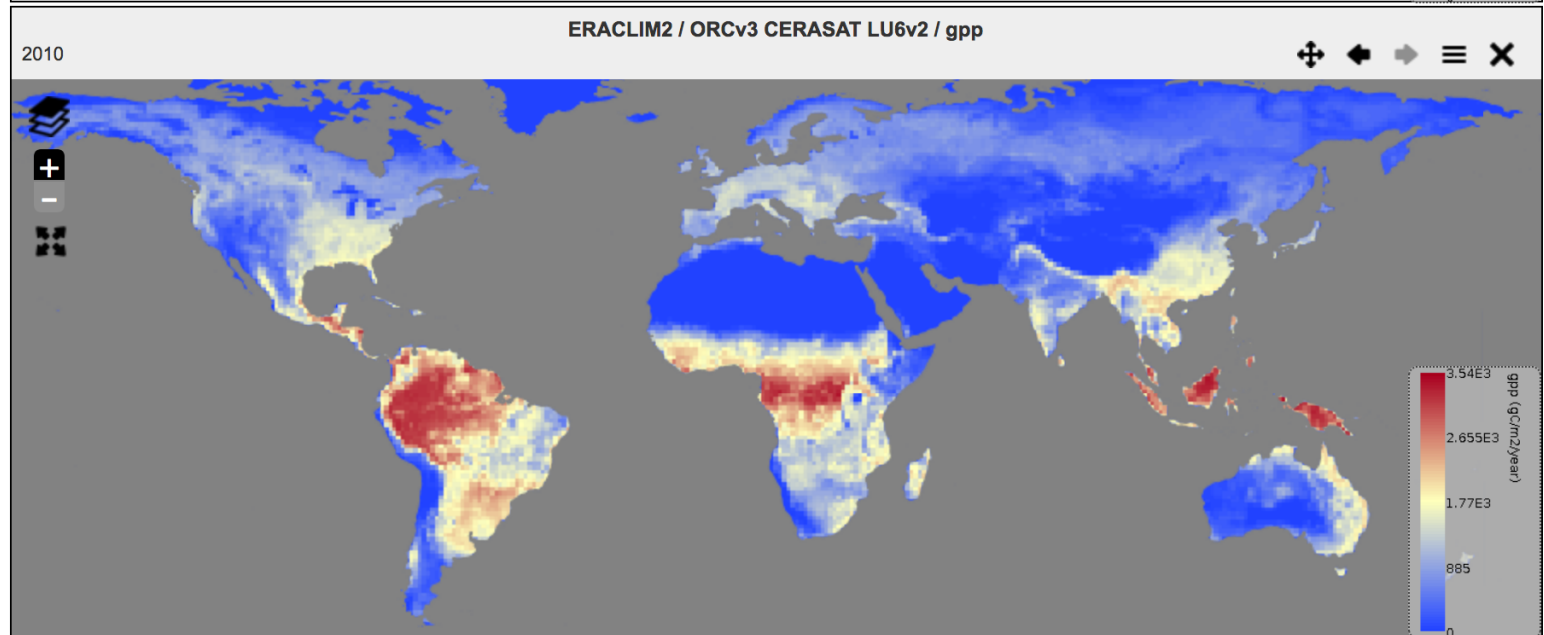 ERACLIM2 / ORCv3 CERASAT LU6v2 / gpp
2010
+
−
3.54E3
2.655E3
1.77E3
885
0
gpp (gC/m2/year)